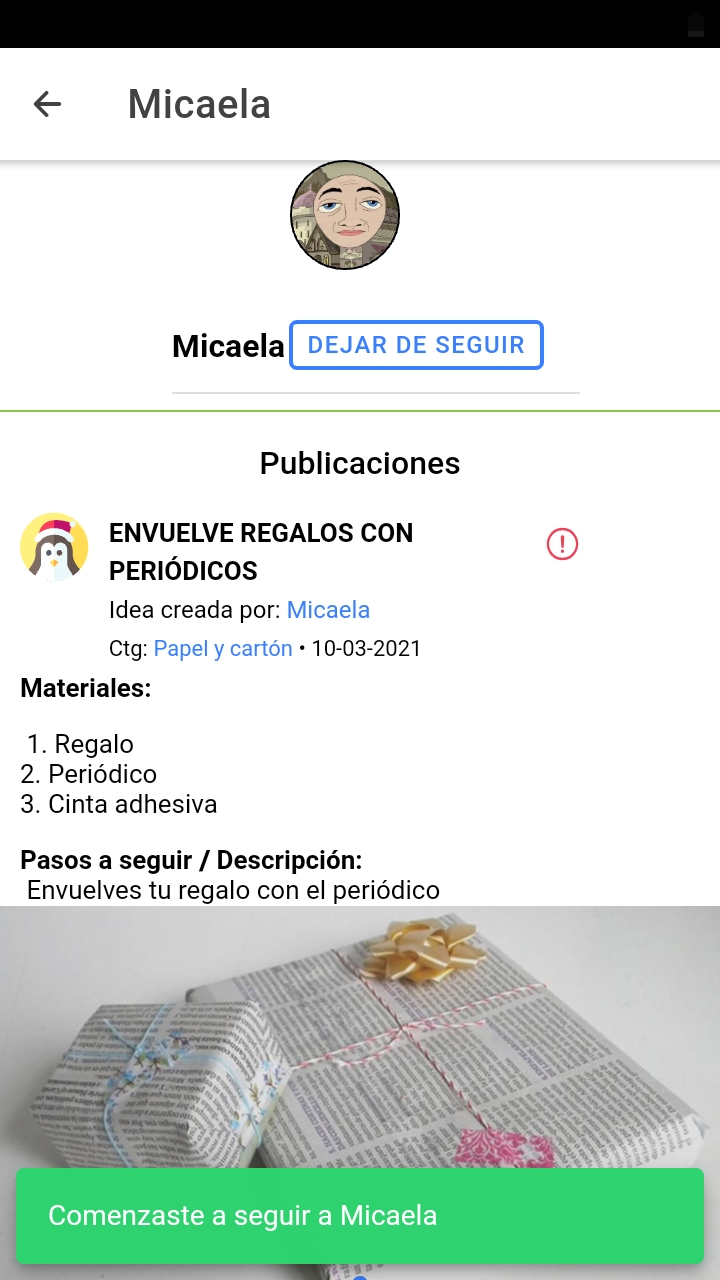 Micaela
Micaela DEJAR DE SEGUIR
Publicaciones
ENVUELVE REGALOS CON
PERIÓDICOS
Idea creada por: Micaela
Ctg: Papel y cartón • 10-03-2021
Materiales:
1. Regalo
2. Periódico
3. Cinta adhesiva
Pasos a seguir / Descripción:
Envuelves tu regalo con el periódico
Comenzaste a seguir a Micaela